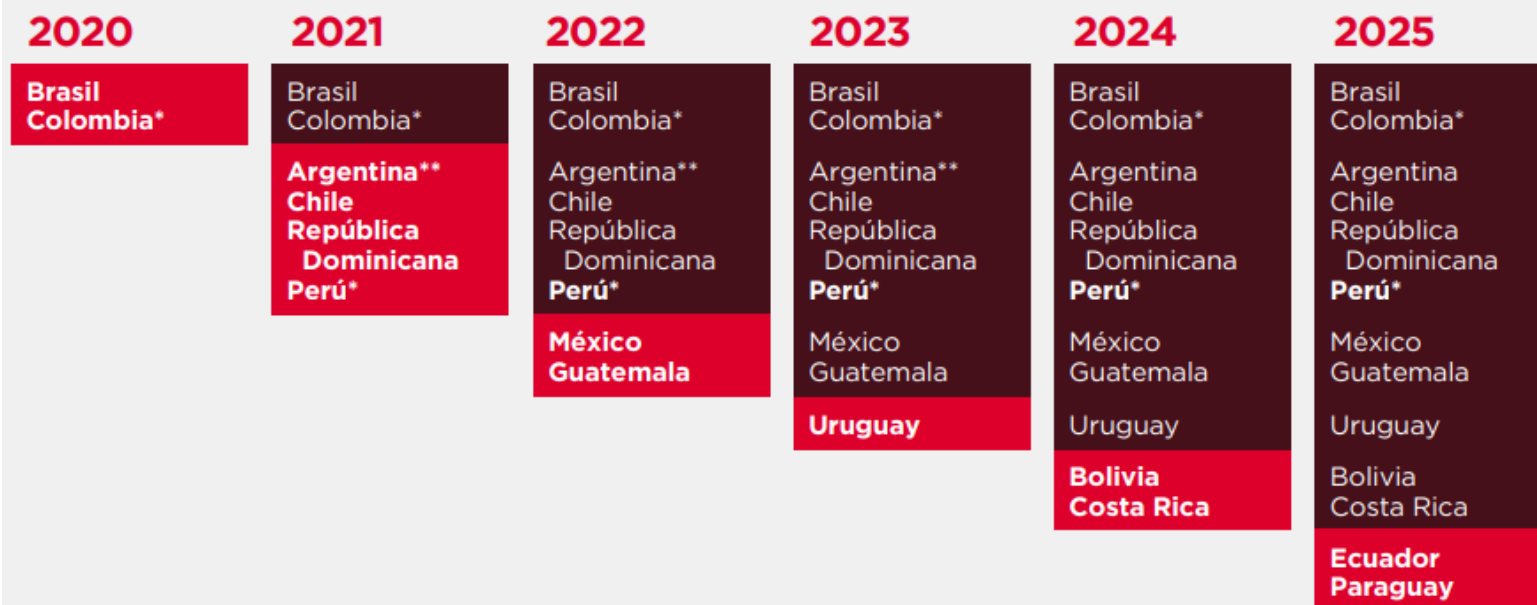 2020
Brasil
Colombia*
2021
Brasil
Colombia*
Argentina**
Chile
República
Dominicana
Perú*
2022
Brasil
Colombia*
Argentina**
Chile
República
Dominicana
Perú*
México
Guatemala
2023
Brasil
Colombia*
Argentina**
Chile
República
Dominicana
Perú*
México
Guatemala
Uruguay
2024
Brasil
Colombia*
Argentina
Chile
República
Dominicana
Perú*
México
Guatemala
Uruguay
Bolivia
Costa Rica
2025
Brasil
Colombia*
Argentina
Chile
República
Dominicana
Perú*
México
Guatemala
Uruguay
Bolivia
Costa Rica
Ecuador
Paraguay